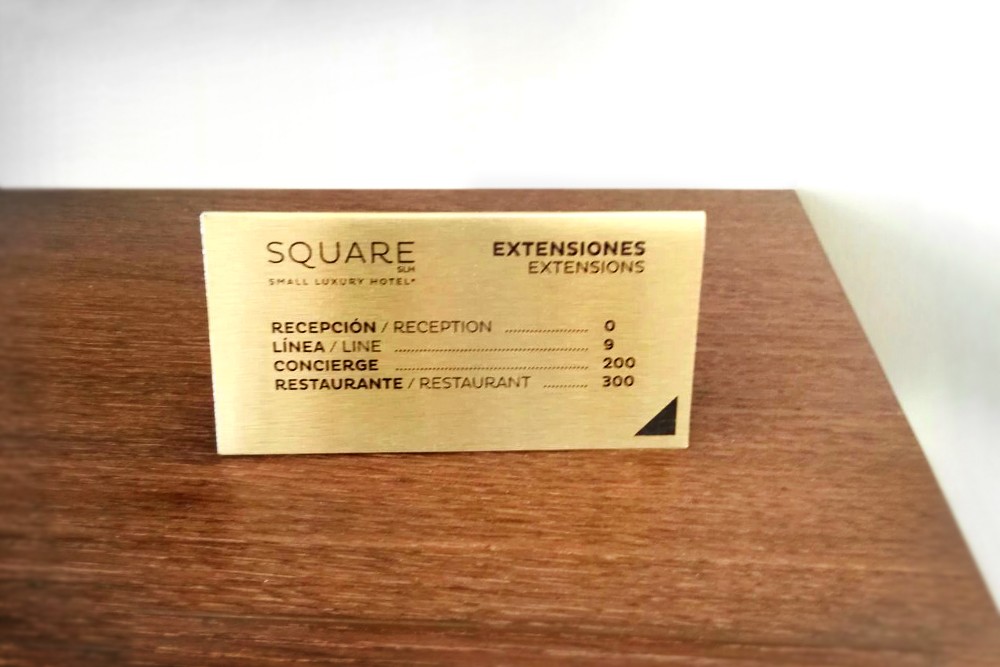 SQUARE
SLH
SMALL LUXURY HOTEL
EXTENSIONES
EXTENSIONS
RECEPCIÓN / RECEPTION ........................ 0
LÍNEA / LINE ........................................................ 9
CONCIERGE ........................................................ 200
RESTAURANTE / RESTAURANT ............. 300